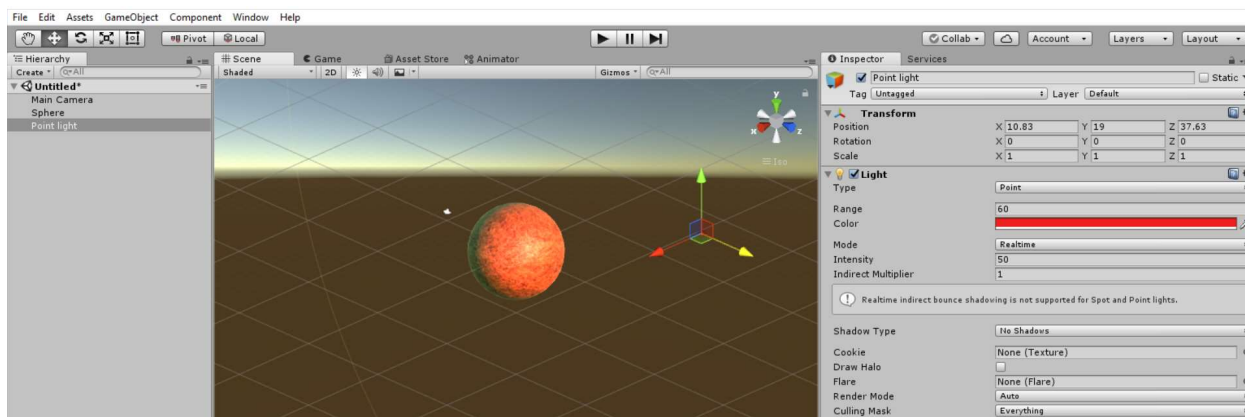 File Edit Assets GameObject Component Window Help
Pivot Local Collab Account Layers Layout
Hierarchy
Create All
Untitled*
Main Camera
Sphere
Point light
Scene Game Asset Store Animator
Shaded 2D Gizmos All
y
x z
Iso
Inspector Services
Point light Static
Tag Untagged Layer Default
Transform
Position X 10.83 Y 19 Z 37.63
Rotation X 0 Y 0 Z 0
Scale X 1 Y 1 Z 1
Light
Type Point
Range 60
Color
Mode Realtime
Intensity 50
Indirect Multiplier 1
Realtime indirect bounce shadowing is not supported for Spot and Point lights.
Shadow Type No Shadows
Cookie None (Texture)
Draw Halo
Flare None (Flare)
Render Mode Auto
Culling Mask Everything